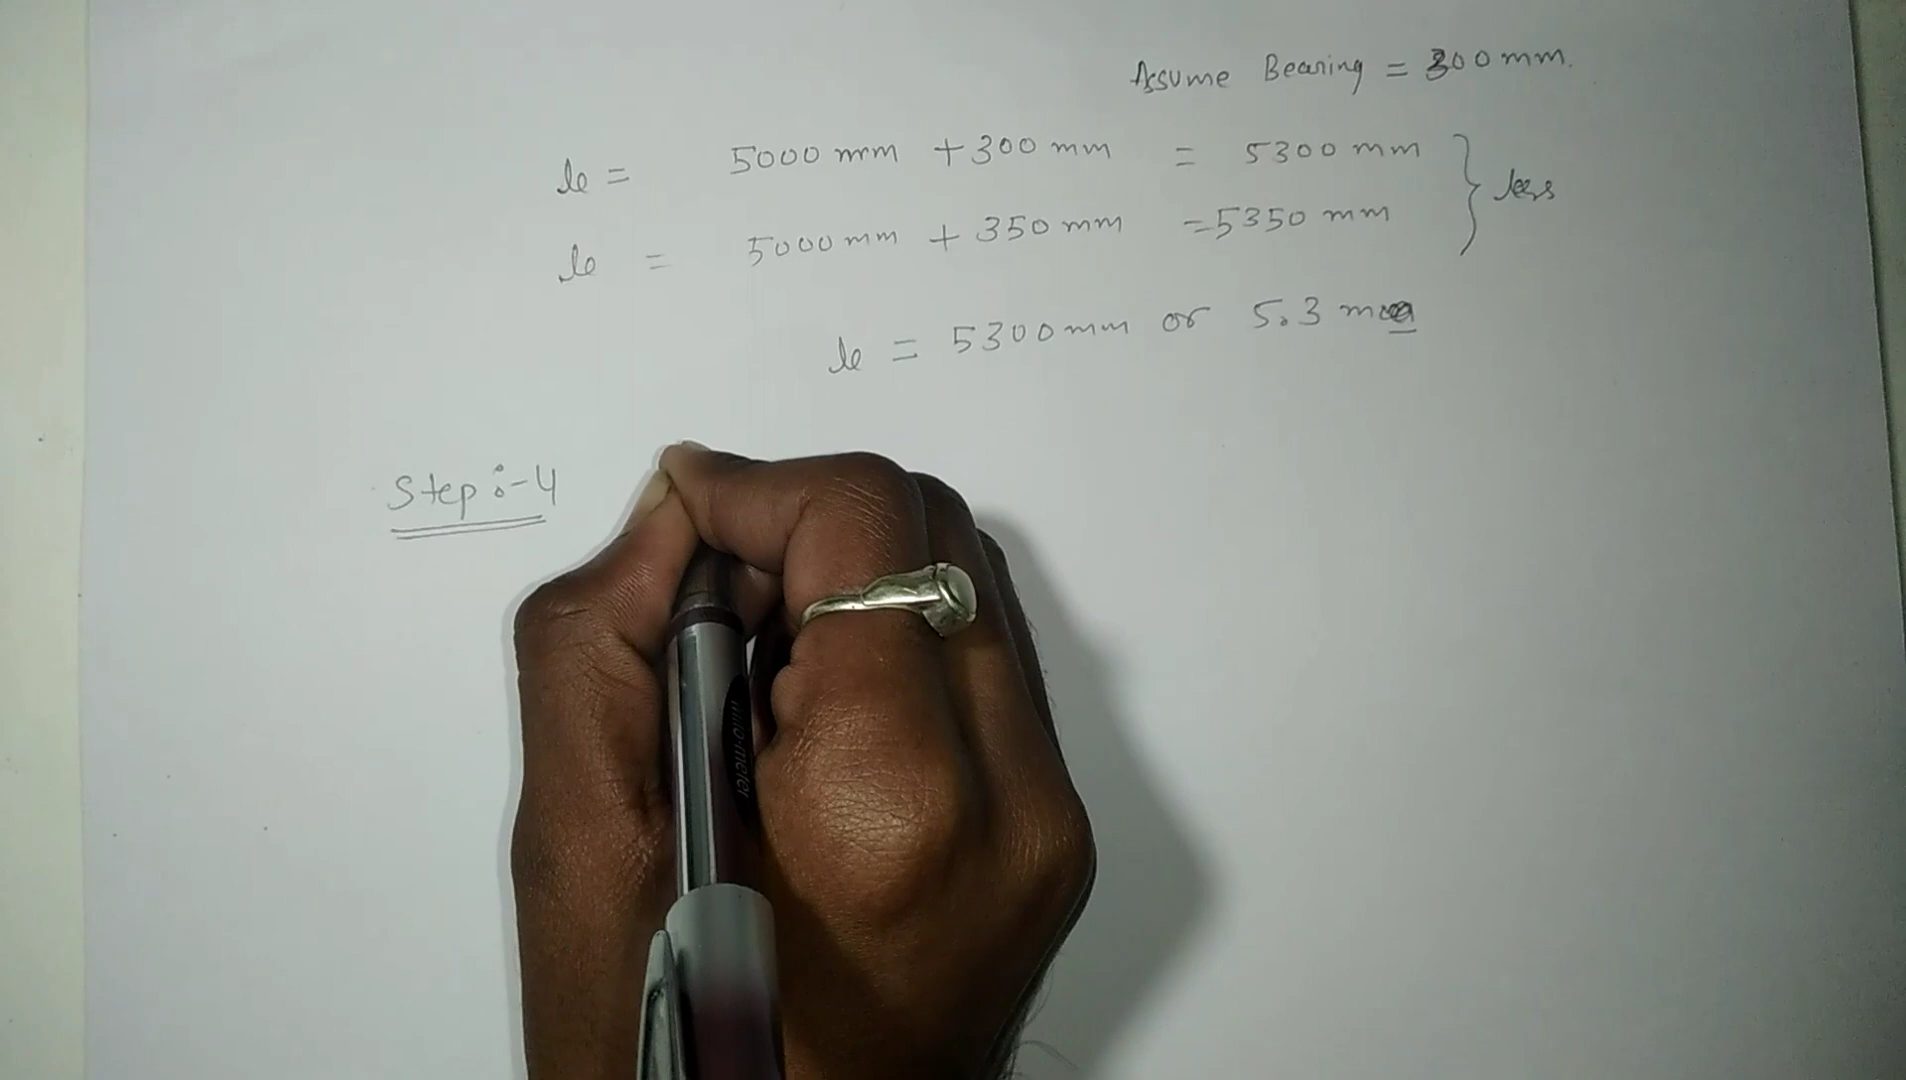 Assume Bearing = 300 mm.
le = 5000 mm + 300 mm = 5300 mm
less
le = 5000 mm + 350 mm = 5350 mm
le = 5300 mm or 5.3 m
Step :- 4